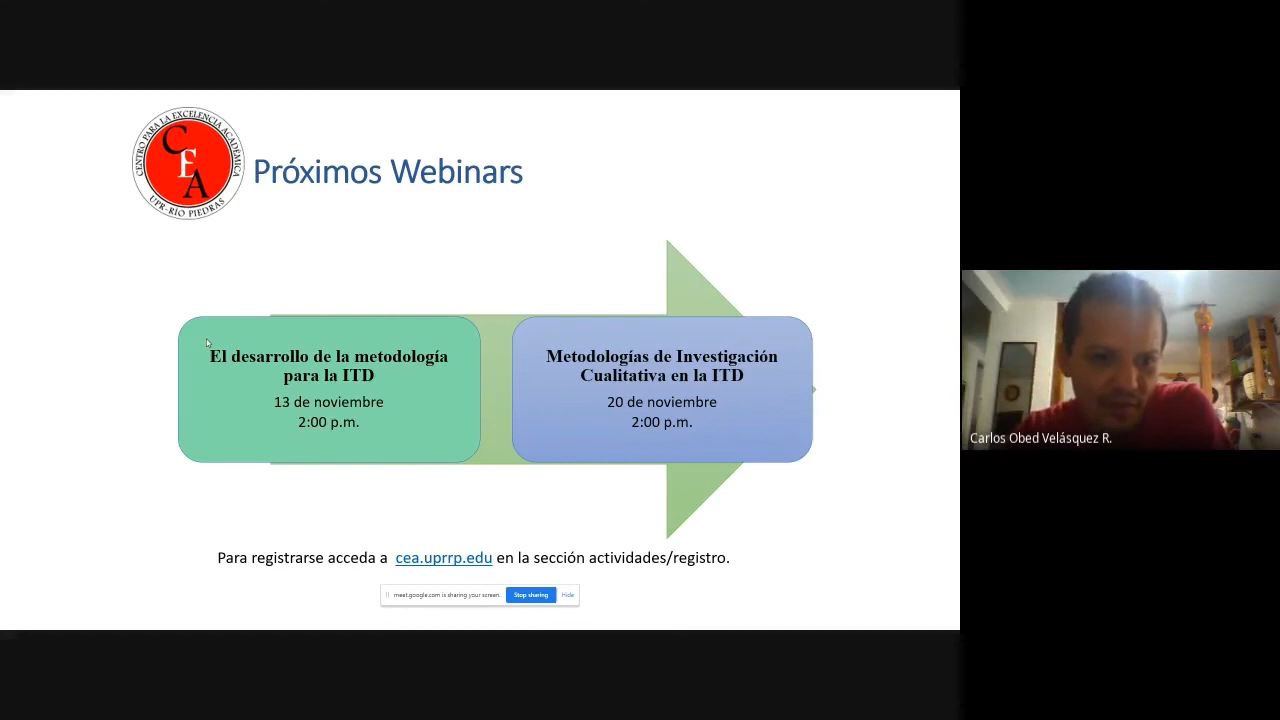 CENTRO PARA LA EXCELENCIA ACADÉMICA
CEA
UPR-RÍO PIEDRAS
Próximos Webinars
El desarrollo de la metodología
para la ITD
13 de noviembre
2:00 p.m.
Metodologías de Investigación
Cualitativa en la ITD
20 de noviembre
2:00 p.m.
Para registrarse acceda a cea.uprrp.edu en la sección actividades/registro.
meet.google.com is sharing your screen. Stop sharing Hide
Carlos Obed Velásquez R.